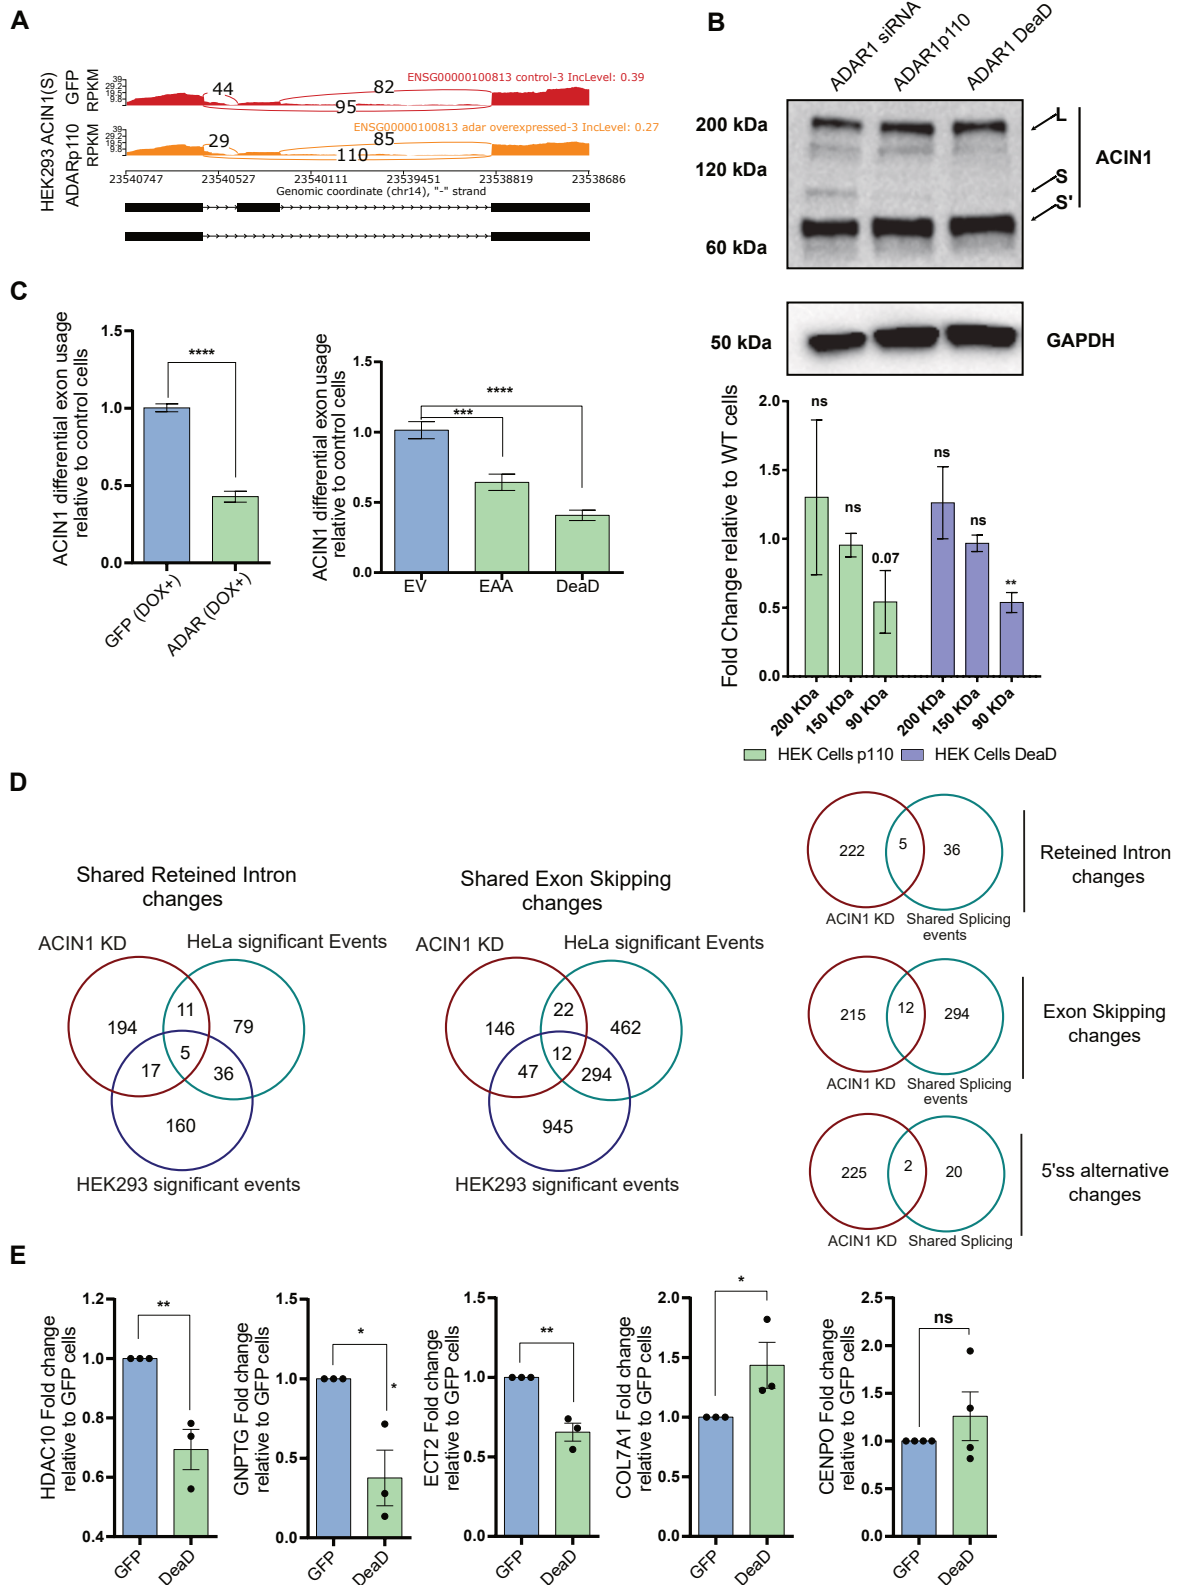 A
HEK293 ACIN1(S)
GFP
RPKM
39
29.2
19.5
9.8
44
82
95
ENSG00000100813 control-3 IncLevel: 0.39
ADARp110
RPKM
39
29.2
19.5
9.8
29
85
110
ENSG00000100813 adar overexpressed-3 IncLevel: 0.27
23540747 23540527 23540111 23539451 23538819 23538686
Genomic coordinate (chr14), "-" strand
B
ADAR1 siRNA
ADAR1p110
ADAR1 DeaD
200 kDa
120 kDa
60 kDa
L
S
S'
ACIN1
50 kDa
GAPDH
Fold Change relative to WT cells
2.0
1.5
1.0
0.5
0.0
ns
ns
0.07
ns
ns
**
200 KDa
150 KDa
90 KDa
200 KDa
150 KDa
90 KDa
HEK Cells p110
HEK Cells DeaD
C
ACIN1 differential exon usage
relative to control cells
1.5
1.0
0.5
0.0
****
GFP (DOX+)
ADAR (DOX+)
ACIN1 differential exon usage
relative to control cells
1.5
1.0
0.5
0.0
****
***
EV
EAA
DeaD
D
Shared Reteined Intron
changes
ACIN1 KD
HeLa significant Events
194
11
79
5
17
36
160
HEK293 significant events
Shared Exon Skipping
changes
ACIN1 KD
HeLa significant Events
146
22
462
12
47
294
945
HEK293 significant events
222
5
36
ACIN1 KD
Shared Splicing
events
Reteined Intron
changes
215
12
294
ACIN1 KD
Shared Splicing
events
Exon Skipping
changes
225
2
20
ACIN1 KD
Shared Splicing
5'ss alternative
changes
E
HDAC10 Fold change
relative to GFP cells
1.2
1.0
0.8
0.6
0.4
**
GFP
DeaD
GNPTG Fold change
relative to GFP cells
1.5
1.0
0.5
0.0
*
*
GFP
DeaD
ECT2 Fold change
relative to GFP cells
1.5
1.0
0.5
0.0
**
GFP
DeaD
COL7A1 Fold change
relative to GFP cells
2.0
1.5
1.0
0.5
0.0
*
GFP
DeaD
CENPO Fold change
relative to GFP cells
2.5
2.0
1.5
1.0
0.5
0.0
ns
GFP
DeaD